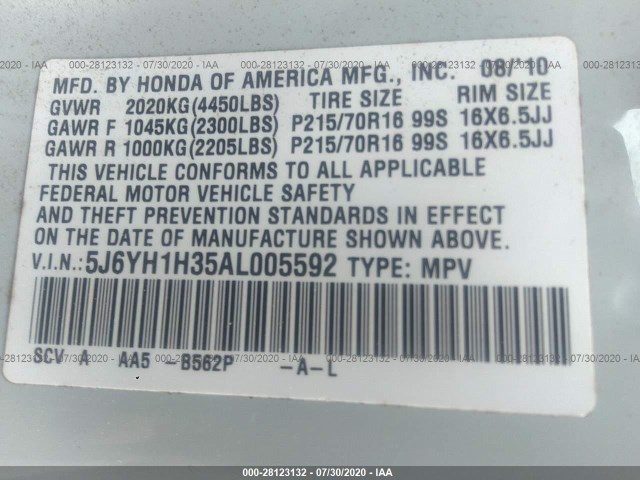 000-28123132 - 07/30/2020 - IAA
MFD. BY HONDA OF AMERICA MFG., INC. 08/10
GVWR 2020KG(4450LBS) TIRE SIZE RIM SIZE
GAWR F 1045KG(2300LBS) P215/70R16 99S 16X6.5JJ
GAWR R 1000KG(2205LBS) P215/70R16 99S 16X6.5JJ
THIS VEHICLE CONFORMS TO ALL APPLICABLE
FEDERAL MOTOR VEHICLE SAFETY
AND THEFT PREVENTION STANDARDS IN EFFECT
ON THE DATE OF MANUFACTURE SHOWN ABOVE.
V.I.N.: 5J6YH1H35AL005592 TYPE: MPV
SCV A AA5 -B562P -A-L
000-28123132 - 07/30/2020 - IAA